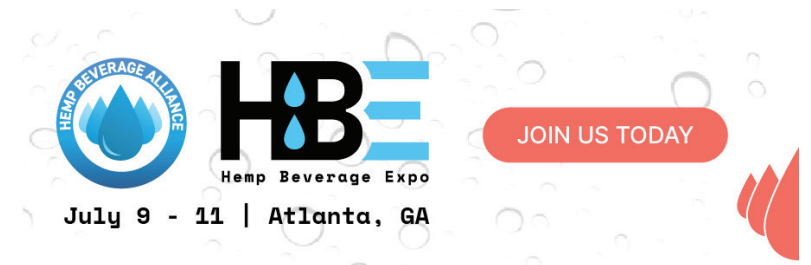 HEMP BEVERAGE ALLIANCE
HBE
Hemp Beverage Expo
July 9 - 11 | Atlanta, GA
JOIN US TODAY